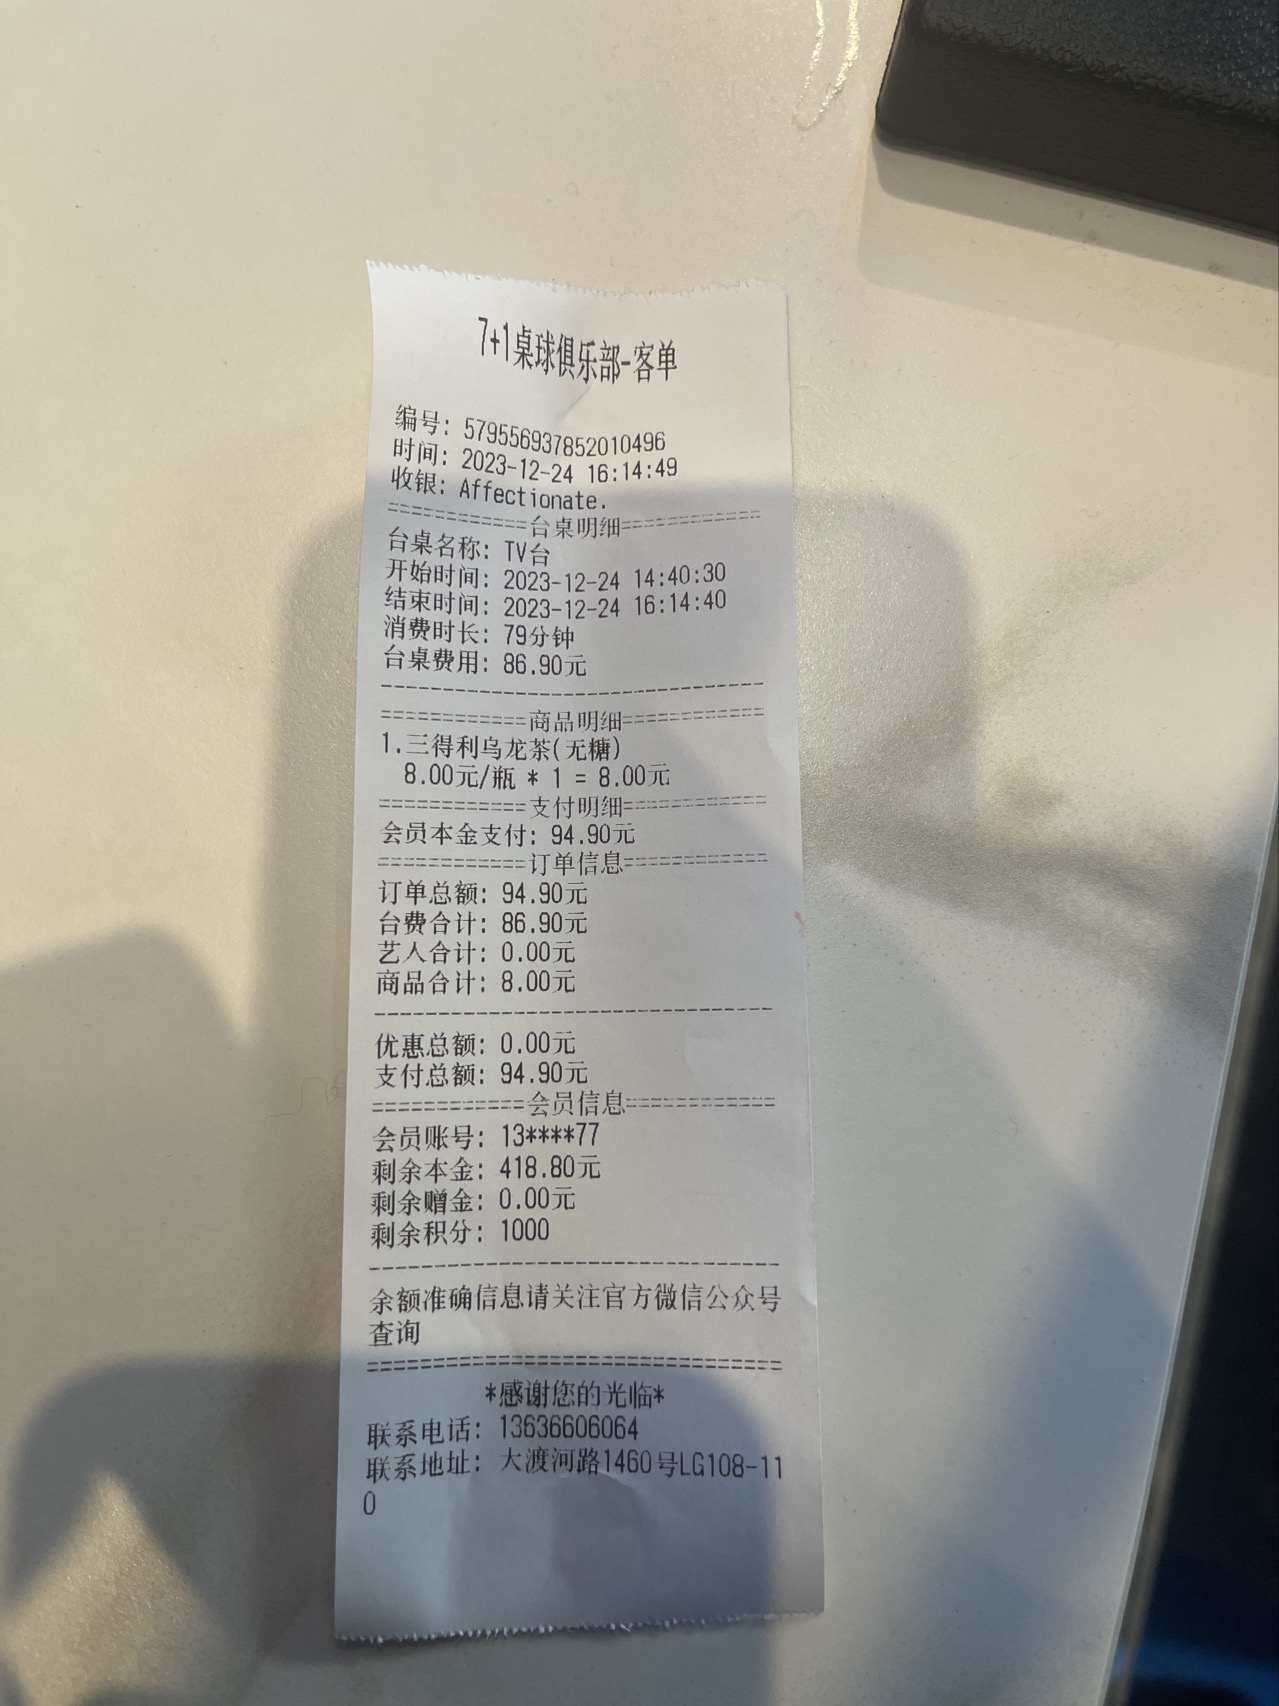 7+1桌球俱乐部-客单
编号: 579556937852010496
时间: 2023-12-24 16:14:49
收银: Affectionate.
============台桌明细============
台桌名称: TV台
开始时间: 2023-12-24 14:40:30
结束时间: 2023-12-24 16:14:40
消费时长: 79分钟
台桌费用: 86.90元
--------------------------------
============商品明细============
1.三得利乌龙茶(无糖)
8.00元/瓶 * 1 = 8.00元
============支付明细============
会员本金支付: 94.90元
============订单信息============
订单总额: 94.90元
台费合计: 86.90元
艺人合计: 0.00元
商品合计: 8.00元
--------------------------------
优惠总额: 0.00元
支付总额: 94.90元
============会员信息============
会员账号: 13****77
剩余本金: 418.80元
剩余赠金: 0.00元
剩余积分: 1000
--------------------------------
余额准确信息请关注官方微信公众号
查询
================================
*感谢您的光临*
联系电话: 13636606064
联系地址: 大渡河路1460号LG108-11
0